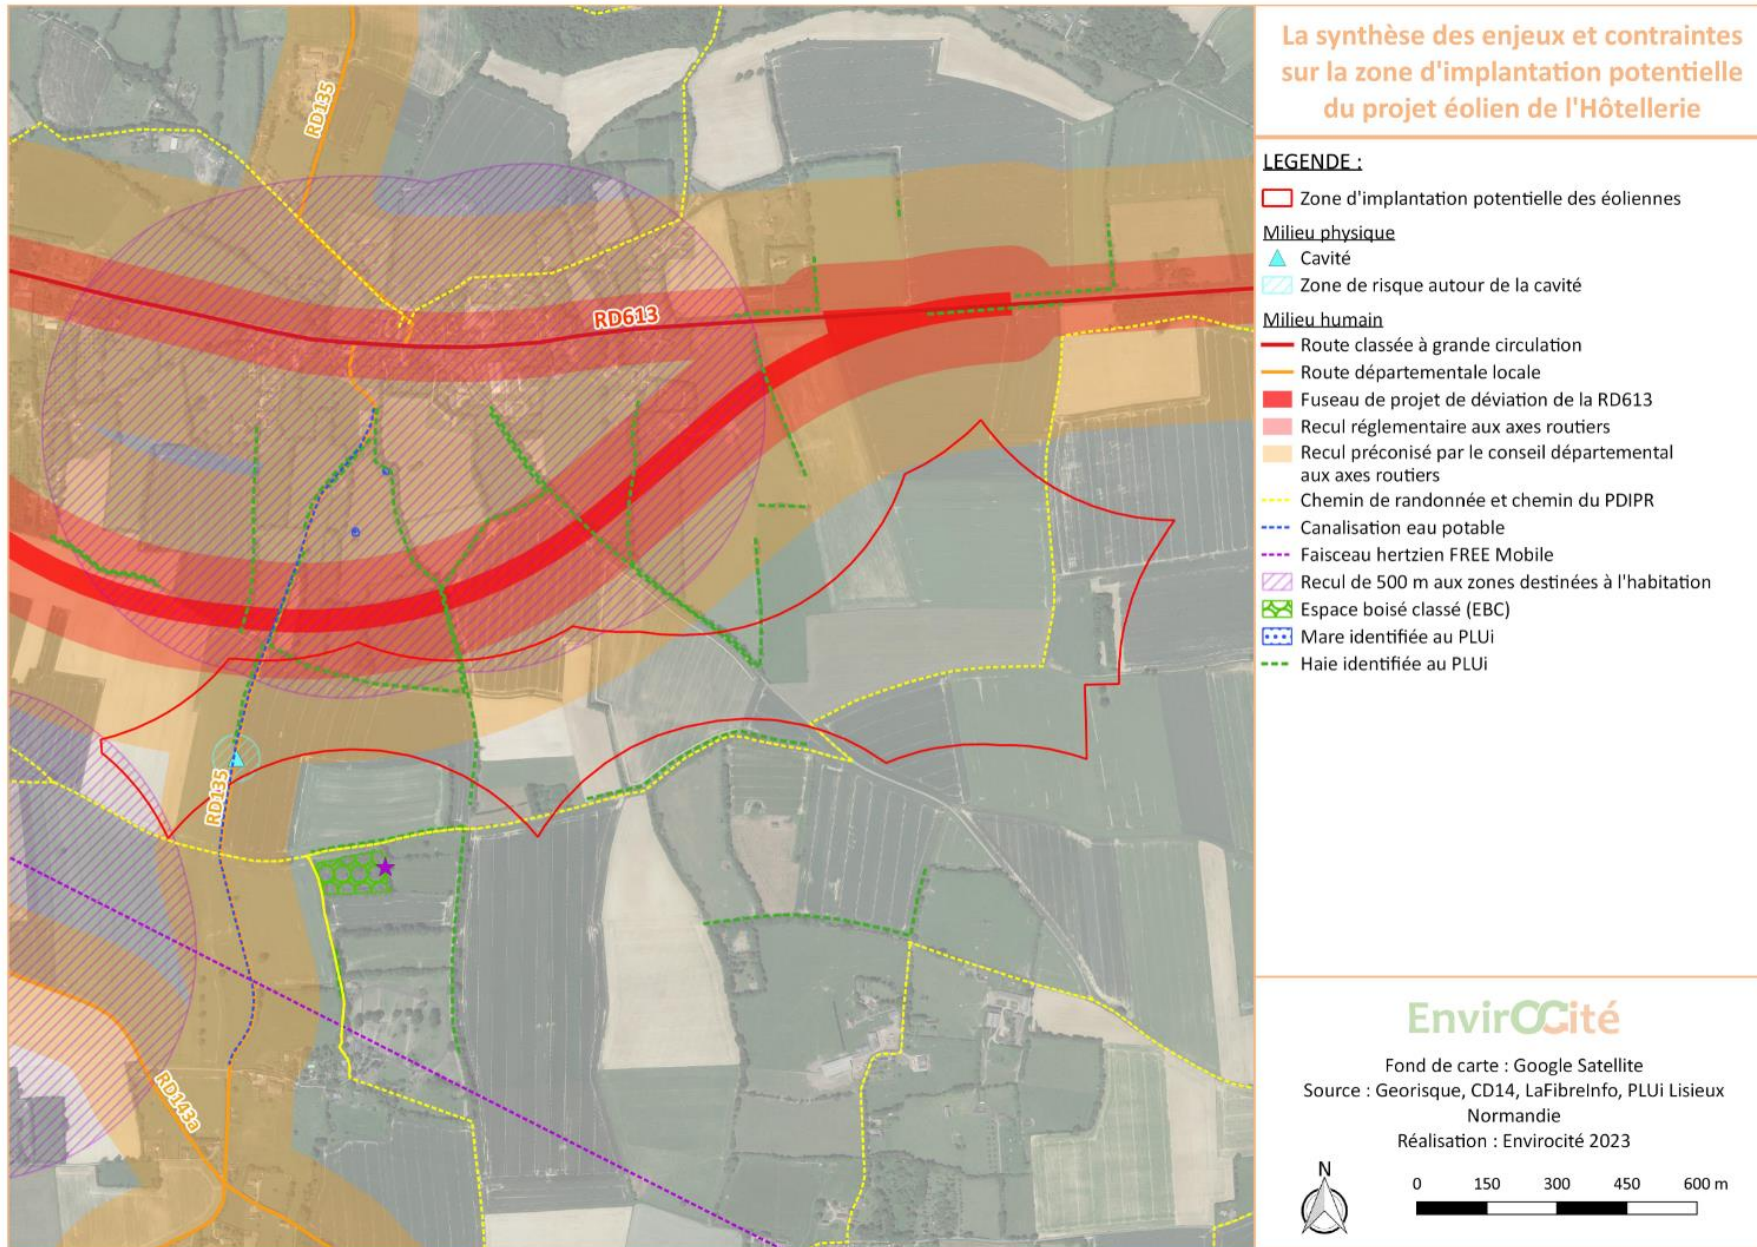 La synthèse des enjeux et contraintes
sur la zone d'implantation potentielle
du projet éolien de l'Hôtellerie
LEGENDE :
Zone d'implantation potentielle des éoliennes
Milieu physique
Cavité
Zone de risque autour de la cavité
Milieu humain
Route classée à grande circulation
Route départementale locale
Fuseau de projet de déviation de la RD613
Recul réglementaire aux axes routiers
Recul préconisé par le conseil départemental
aux axes routiers
Chemin de randonnée et chemin du PDIPR
Canalisation eau potable
Faisceau hertzien FREE Mobile
Recul de 500 m aux zones destinées à l'habitation
Espace boisé classé (EBC)
Mare identifiée au PLUi
Haie identifiée au PLUi
RD135
RD613
RD135
RD143a
EnvirOCité
Fond de carte : Google Satellite
Source : Georisque, CD14, LaFibreInfo, PLUi Lisieux
Normandie
Réalisation : Envirocité 2023
N
0 150 300 450 600 m